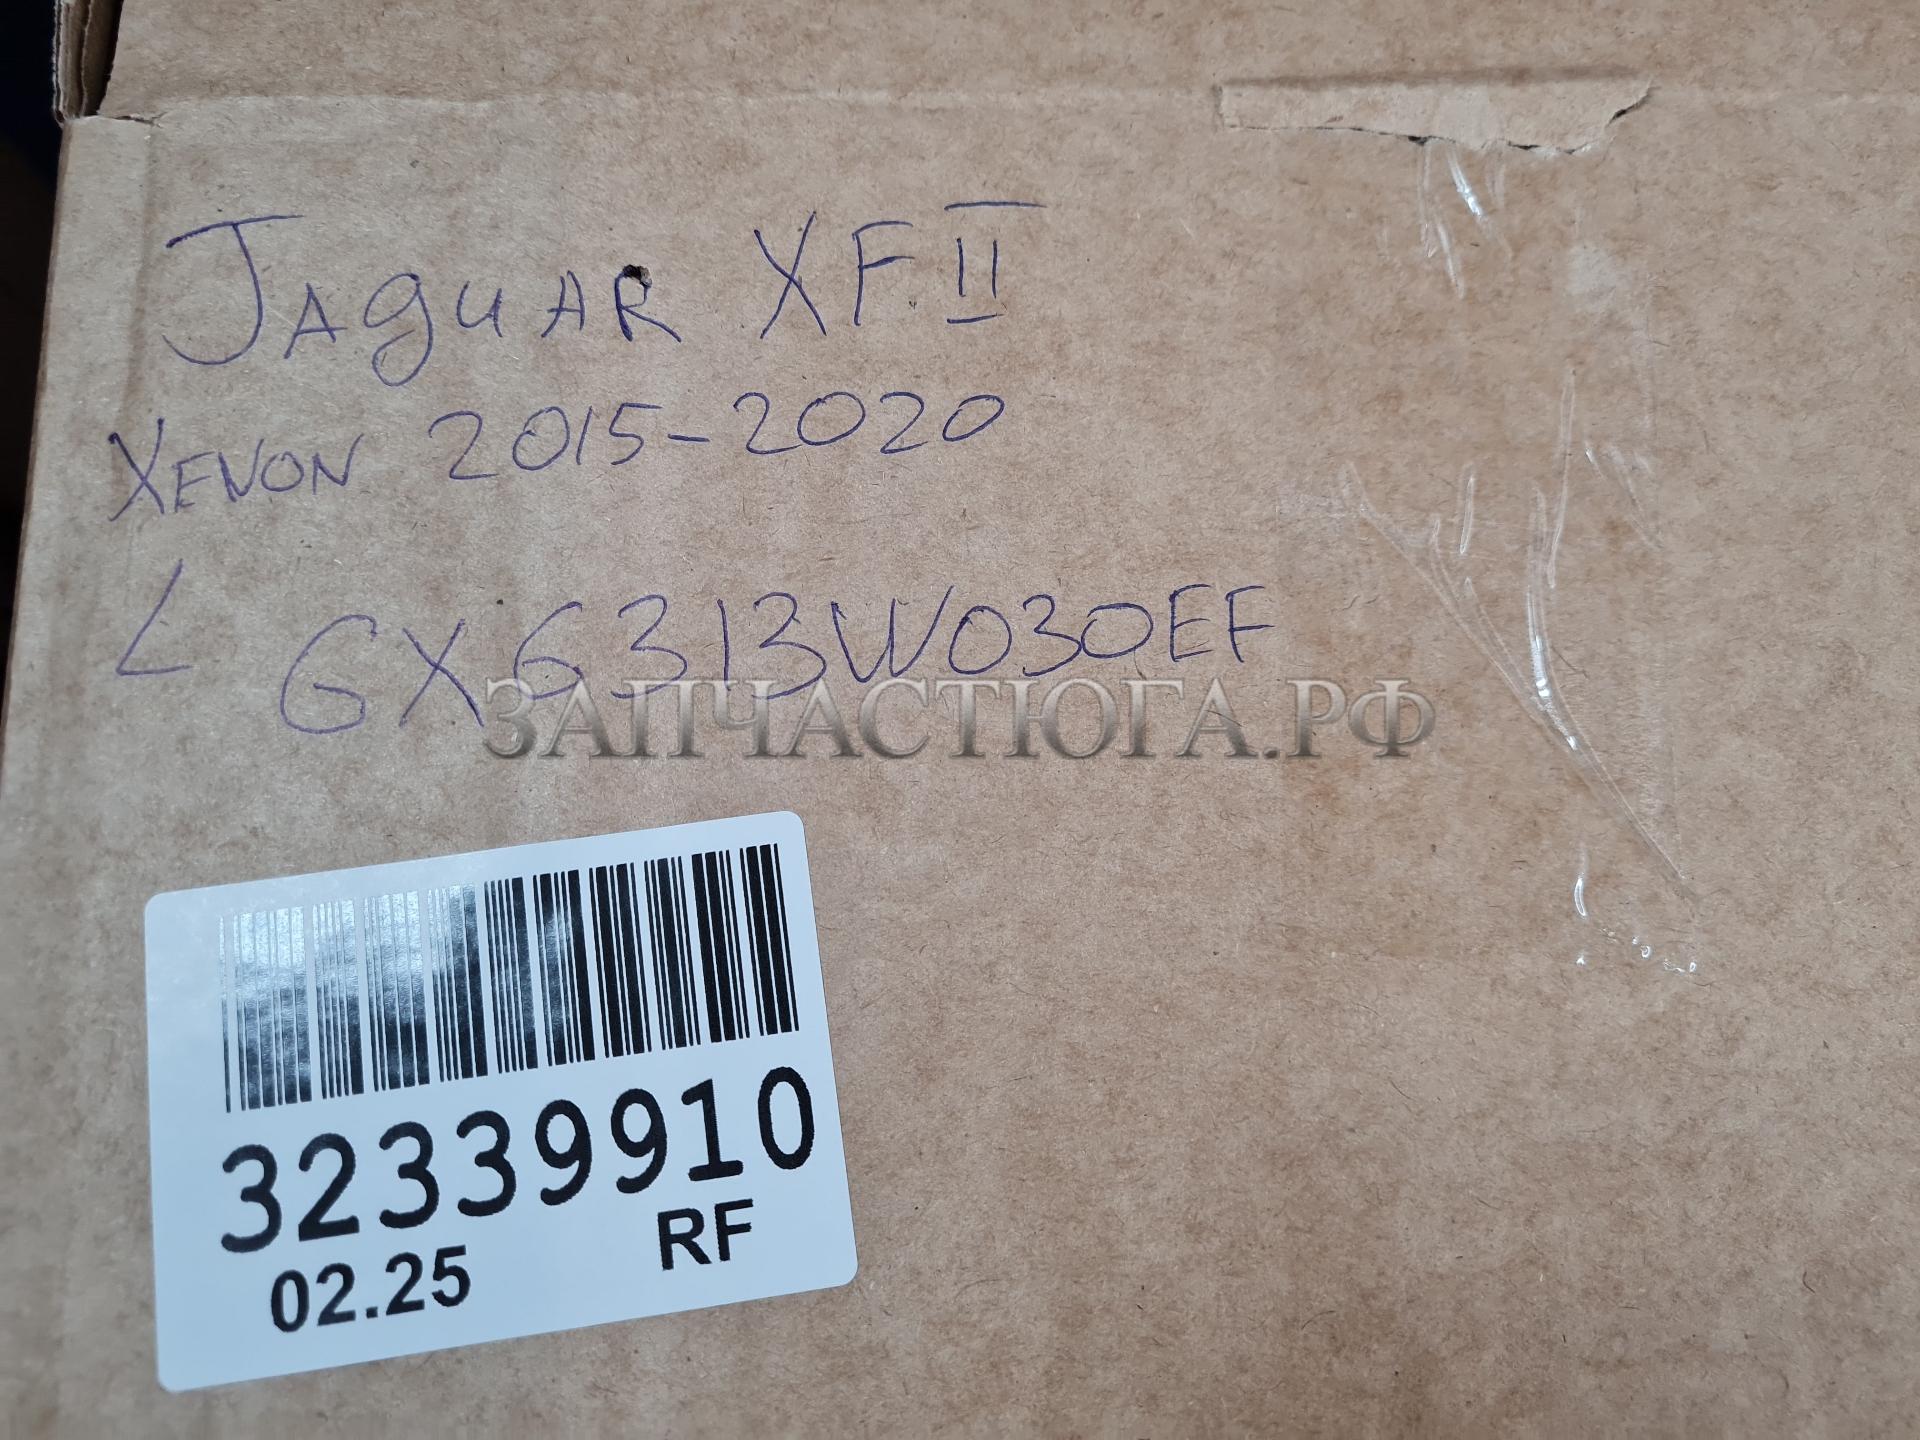 JAGUAR XF II
XENON 2015-2020
L GX6313W030EF
ЗАПЧАСТЮГА.РФ
32339910
02.25 RF